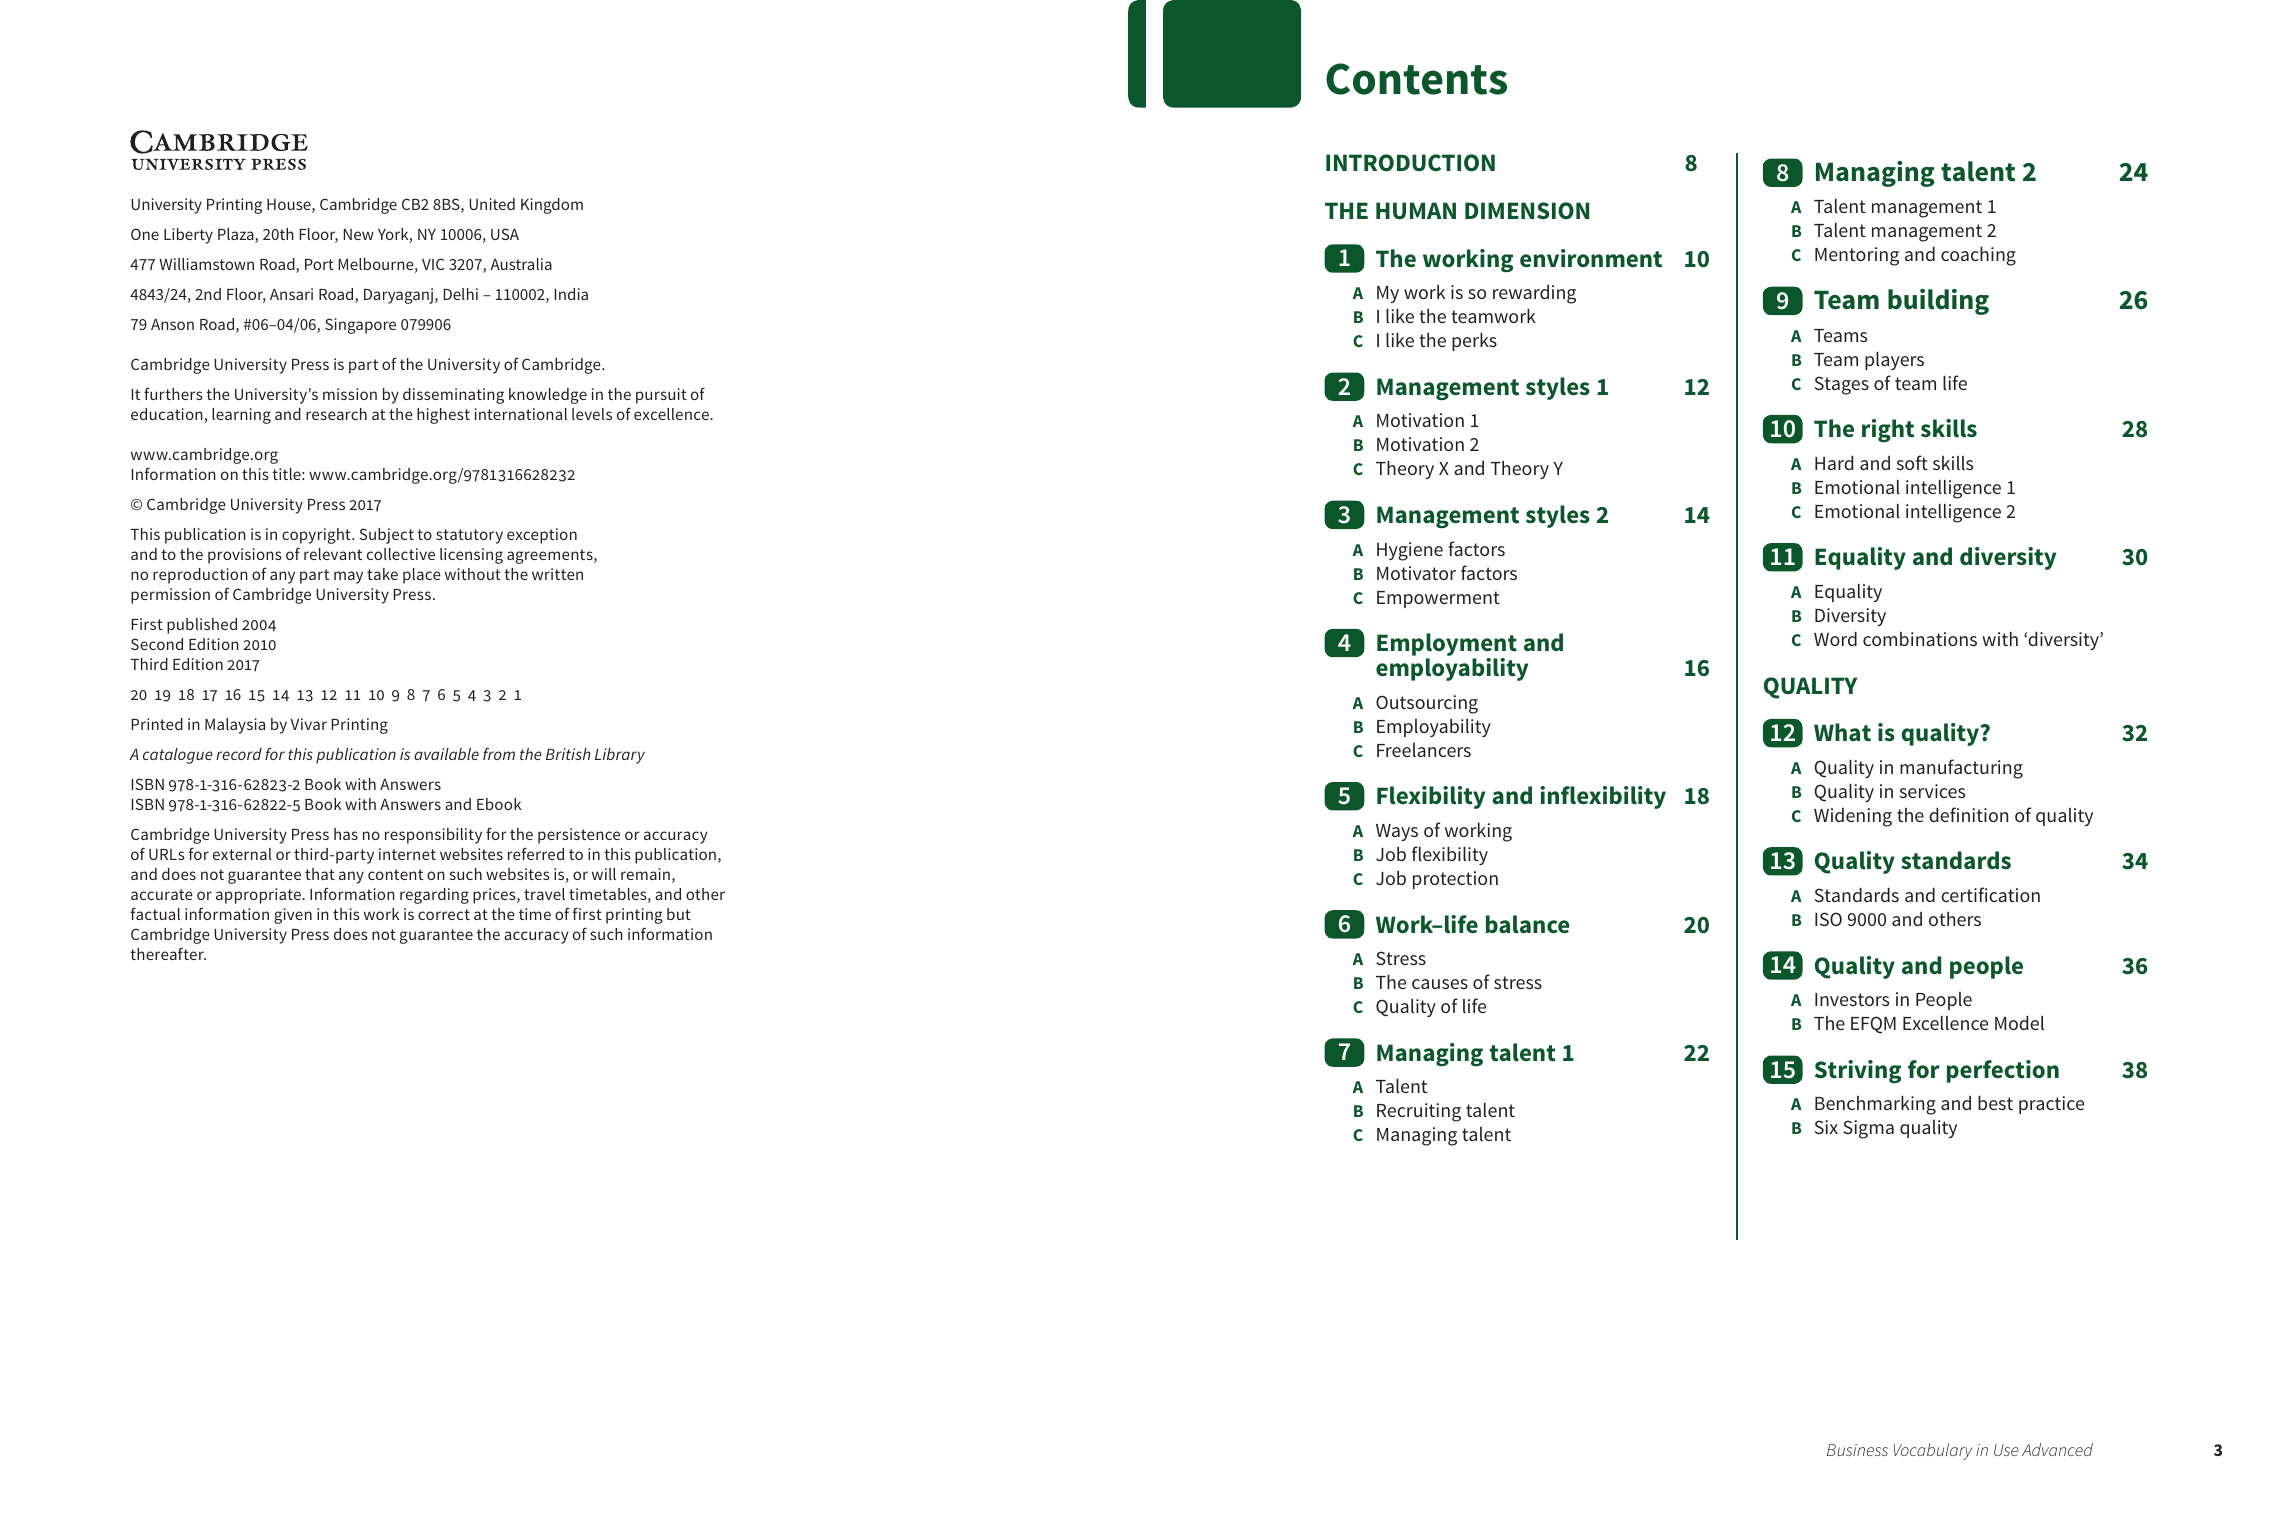 CAMBRIDGE
UNIVERSITY PRESS
University Printing House, Cambridge CB2 8BS, United Kingdom
One Liberty Plaza, 20th Floor, New York, NY 10006, USA
477 Williamstown Road, Port Melbourne, VIC 3207, Australia
4843/24, 2nd Floor, Ansari Road, Daryaganj, Delhi – 110002, India
79 Anson Road, #06–04/06, Singapore 079906
Cambridge University Press is part of the University of Cambridge.
It furthers the University’s mission by disseminating knowledge in the pursuit of
education, learning and research at the highest international levels of excellence.
www.cambridge.org
Information on this title: www.cambridge.org/9781316628232
© Cambridge University Press 2017
This publication is in copyright. Subject to statutory exception
and to the provisions of relevant collective licensing agreements,
no reproduction of any part may take place without the written
permission of Cambridge University Press.
First published 2004
Second Edition 2010
Third Edition 2017
20 19 18 17 16 15 14 13 12 11 10 9 8 7 6 5 4 3 2 1
Printed in Malaysia by Vivar Printing
A catalogue record for this publication is available from the British Library
ISBN 978-1-316-62823-2 Book with Answers
ISBN 978-1-316-62822-5 Book with Answers and Ebook
Cambridge University Press has no responsibility for the persistence or accuracy
of URLs for external or third-party internet websites referred to in this publication,
and does not guarantee that any content on such websites is, or will remain,
accurate or appropriate. Information regarding prices, travel timetables, and other
factual information given in this work is correct at the time of first printing but
Cambridge University Press does not guarantee the accuracy of such information
thereafter.
Contents
INTRODUCTION 8
THE HUMAN DIMENSION
1 The working environment 10
A My work is so rewarding
B I like the teamwork
C I like the perks
2 Management styles 1 12
A Motivation 1
B Motivation 2
C Theory X and Theory Y
3 Management styles 2 14
A Hygiene factors
B Motivator factors
C Empowerment
4 Employment and
employability 16
A Outsourcing
B Employability
C Freelancers
5 Flexibility and inflexibility 18
A Ways of working
B Job flexibility
C Job protection
6 Work–life balance 20
A Stress
B The causes of stress
C Quality of life
7 Managing talent 1 22
A Talent
B Recruiting talent
C Managing talent
8 Managing talent 2 24
A Talent management 1
B Talent management 2
C Mentoring and coaching
9 Team building 26
A Teams
B Team players
C Stages of team life
10 The right skills 28
A Hard and soft skills
B Emotional intelligence 1
C Emotional intelligence 2
11 Equality and diversity 30
A Equality
B Diversity
C Word combinations with ‘diversity’
QUALITY
12 What is quality? 32
A Quality in manufacturing
B Quality in services
C Widening the definition of quality
13 Quality standards 34
A Standards and certification
B ISO 9000 and others
14 Quality and people 36
A Investors in People
B The EFQM Excellence Model
15 Striving for perfection 38
A Benchmarking and best practice
B Six Sigma quality
Business Vocabulary in Use Advanced 3